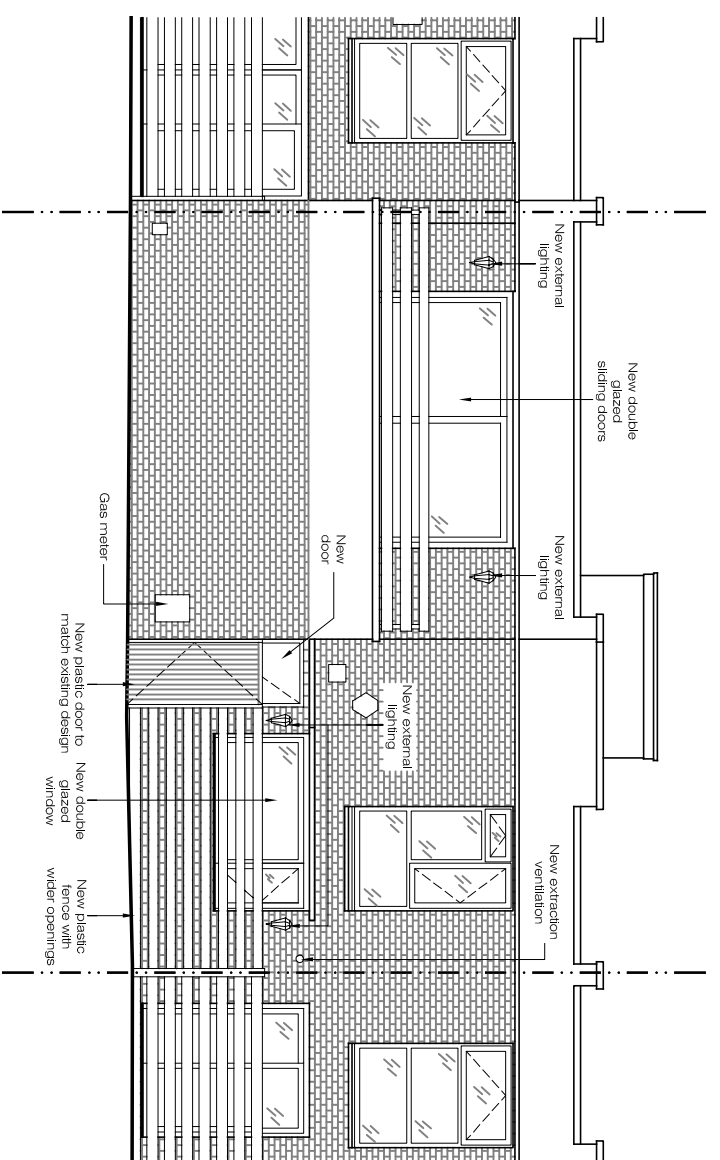 New external
lighting
New double
glazed
sliding doors
New external
lighting
New
door
Gas meter
New external
lighting
New plastic door to
match existing design
New double
glazed
window
New extraction
ventilation
New plastic
fence with
wider openings